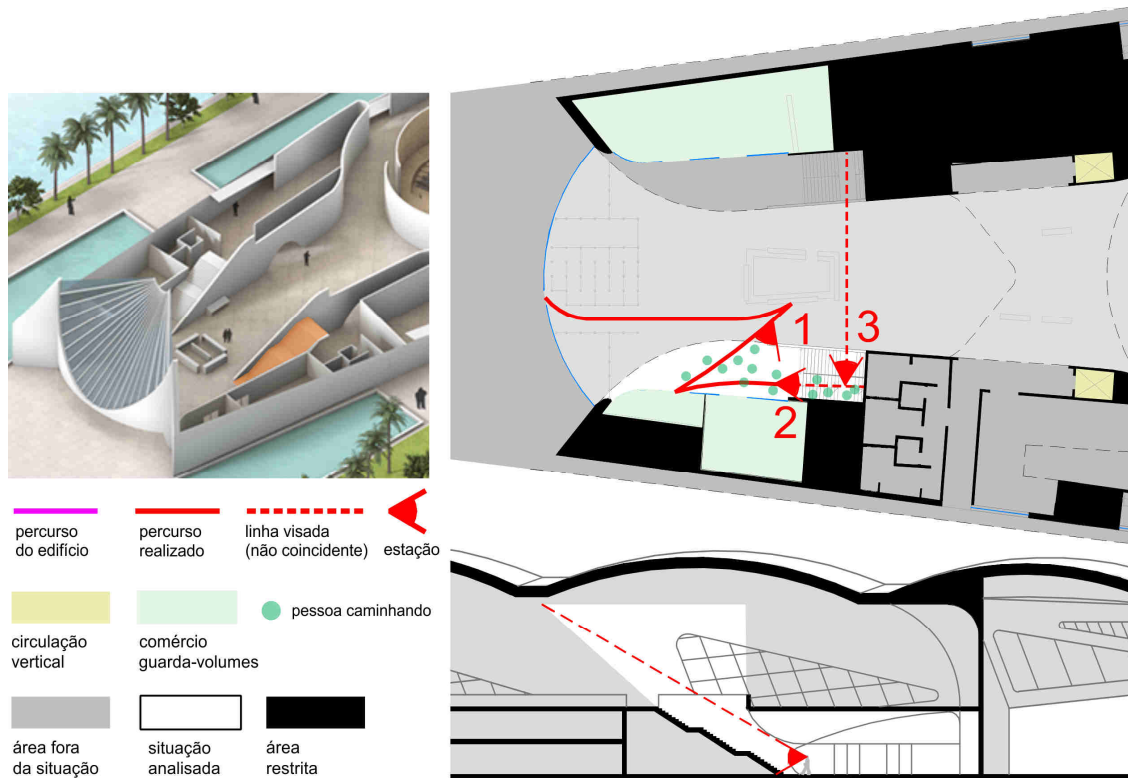 1
3
2
percurso
do edifício
percurso
realizado
linha visada
(não coincidente)
estação
circulação
vertical
comércio
guarda-volumes
pessoa caminhando
área fora
da situação
situação
analisada
área
restrita